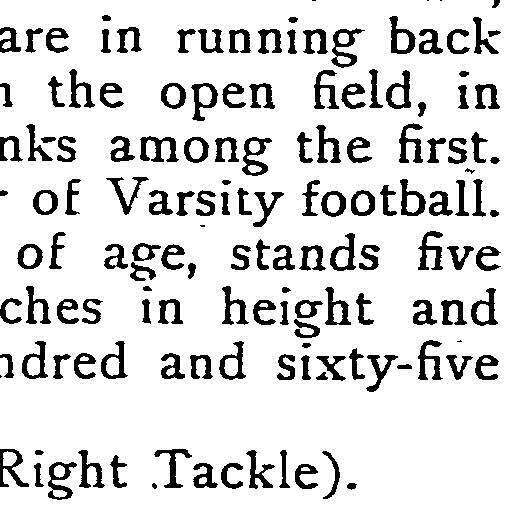 are in running back
the open field, in
nks among the first.
of Varsity football.
of age, stands five
ches in height and
ndred and sixty-five
Right Tackle).